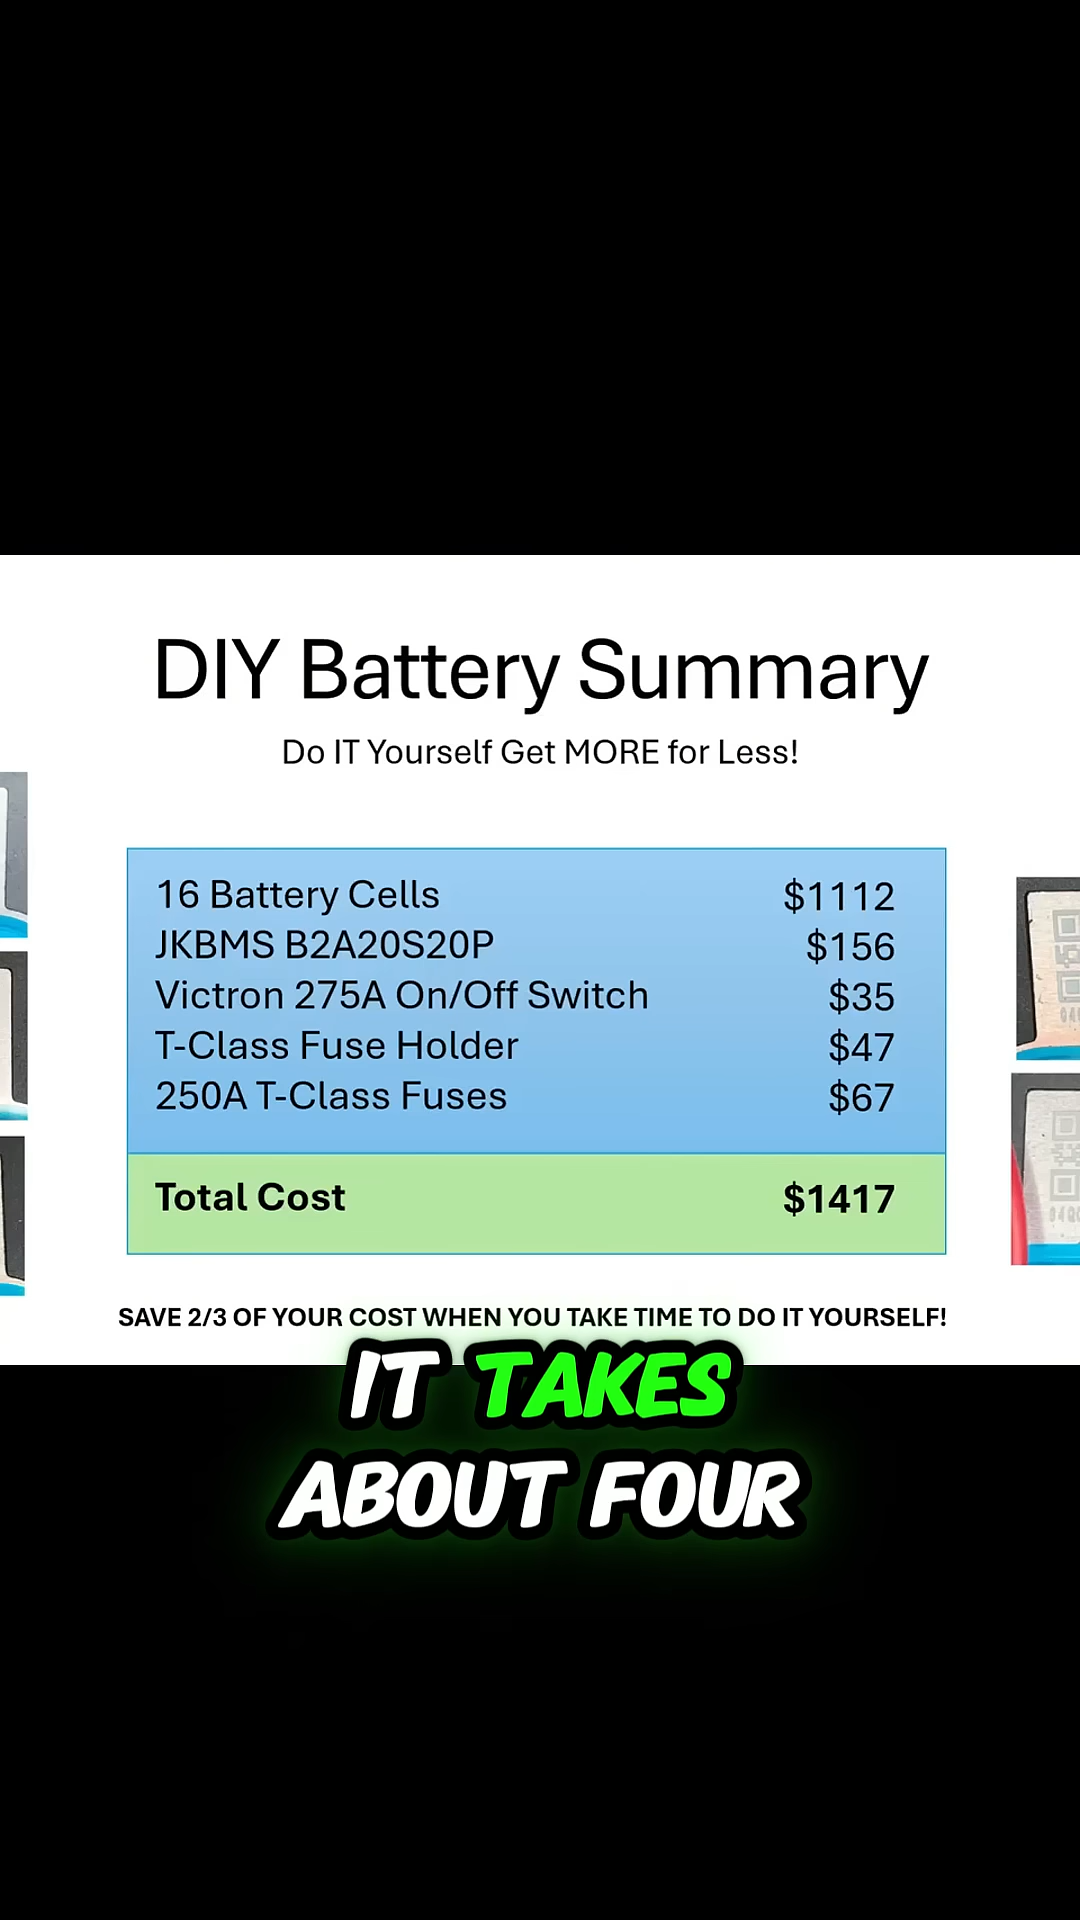 DIY Battery Summary
Do IT Yourself Get MORE for Less!
16 Battery Cells $1112
JKBMS B2A20S20P $156
Victron 275A On/Off Switch $35
T-Class Fuse Holder $47
250A T-Class Fuses $67
Total Cost $1417
SAVE 2/3 OF YOUR COST WHEN YOU TAKE TIME TO DO IT YOURSELF!
IT TAKES
ABOUT FOUR